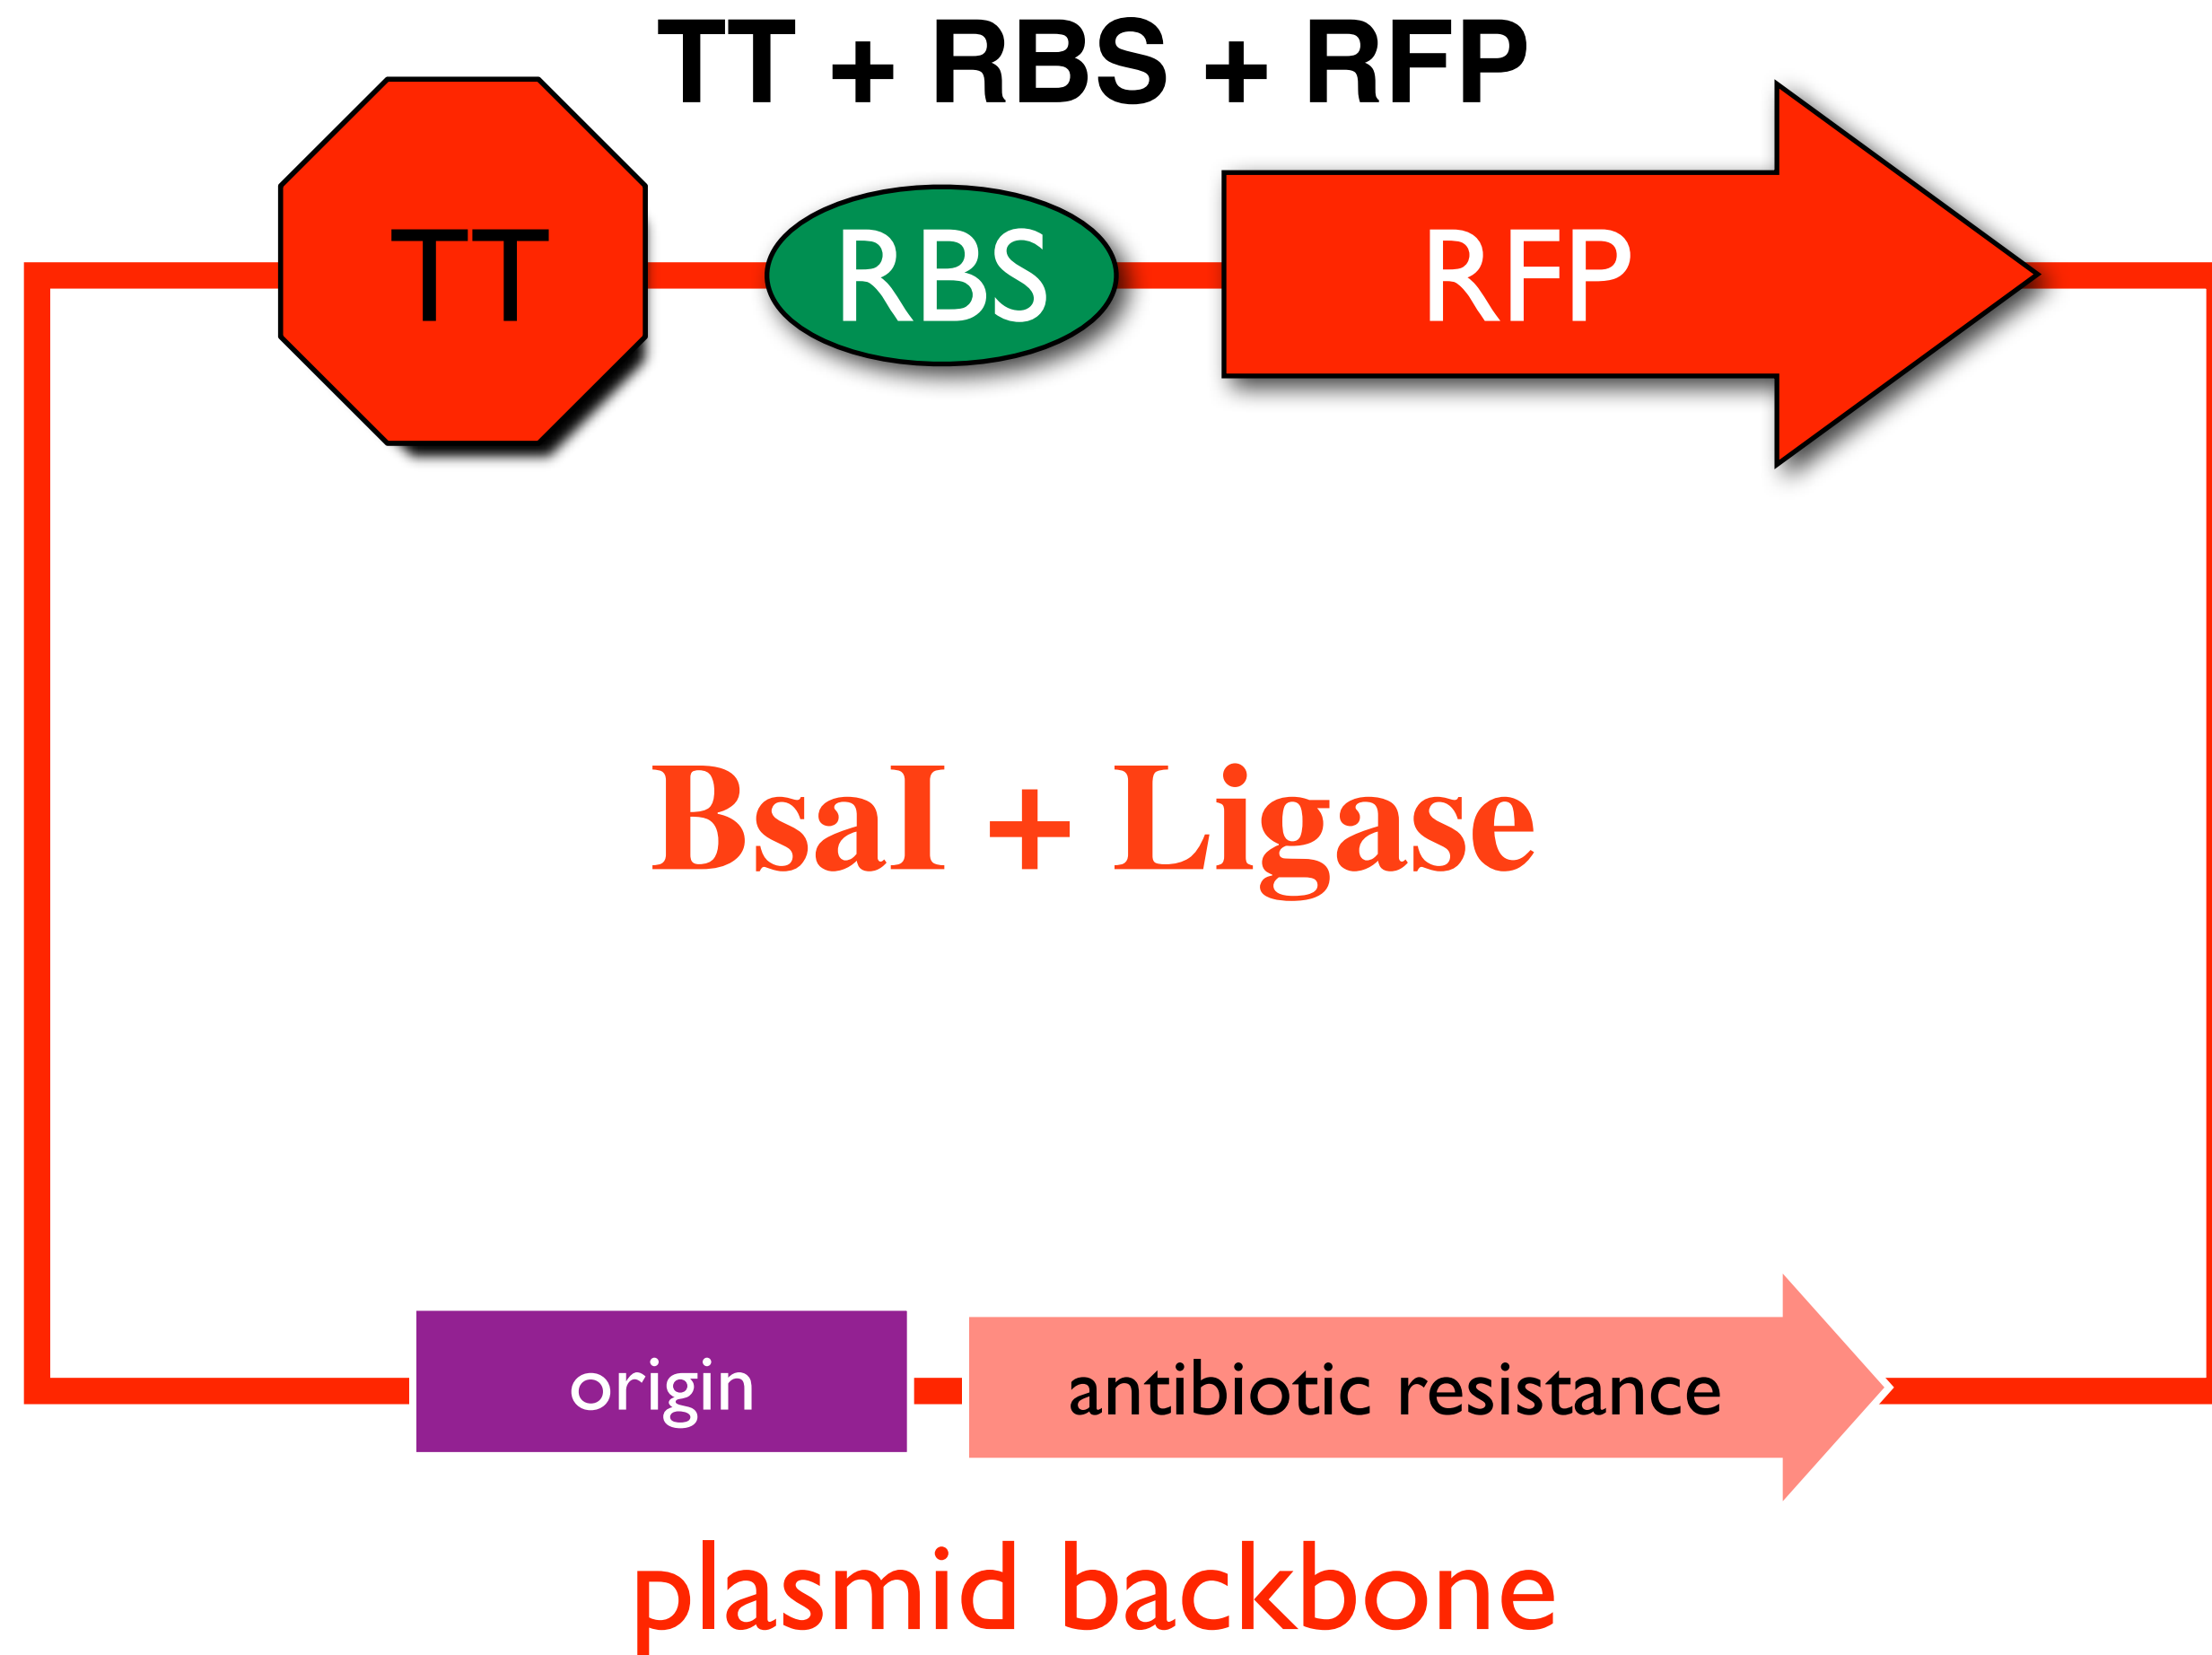 TT + RBS + RFP
TT
RBS
RFP
BsaI + Ligase
origin
antibiotic resistance
plasmid backbone